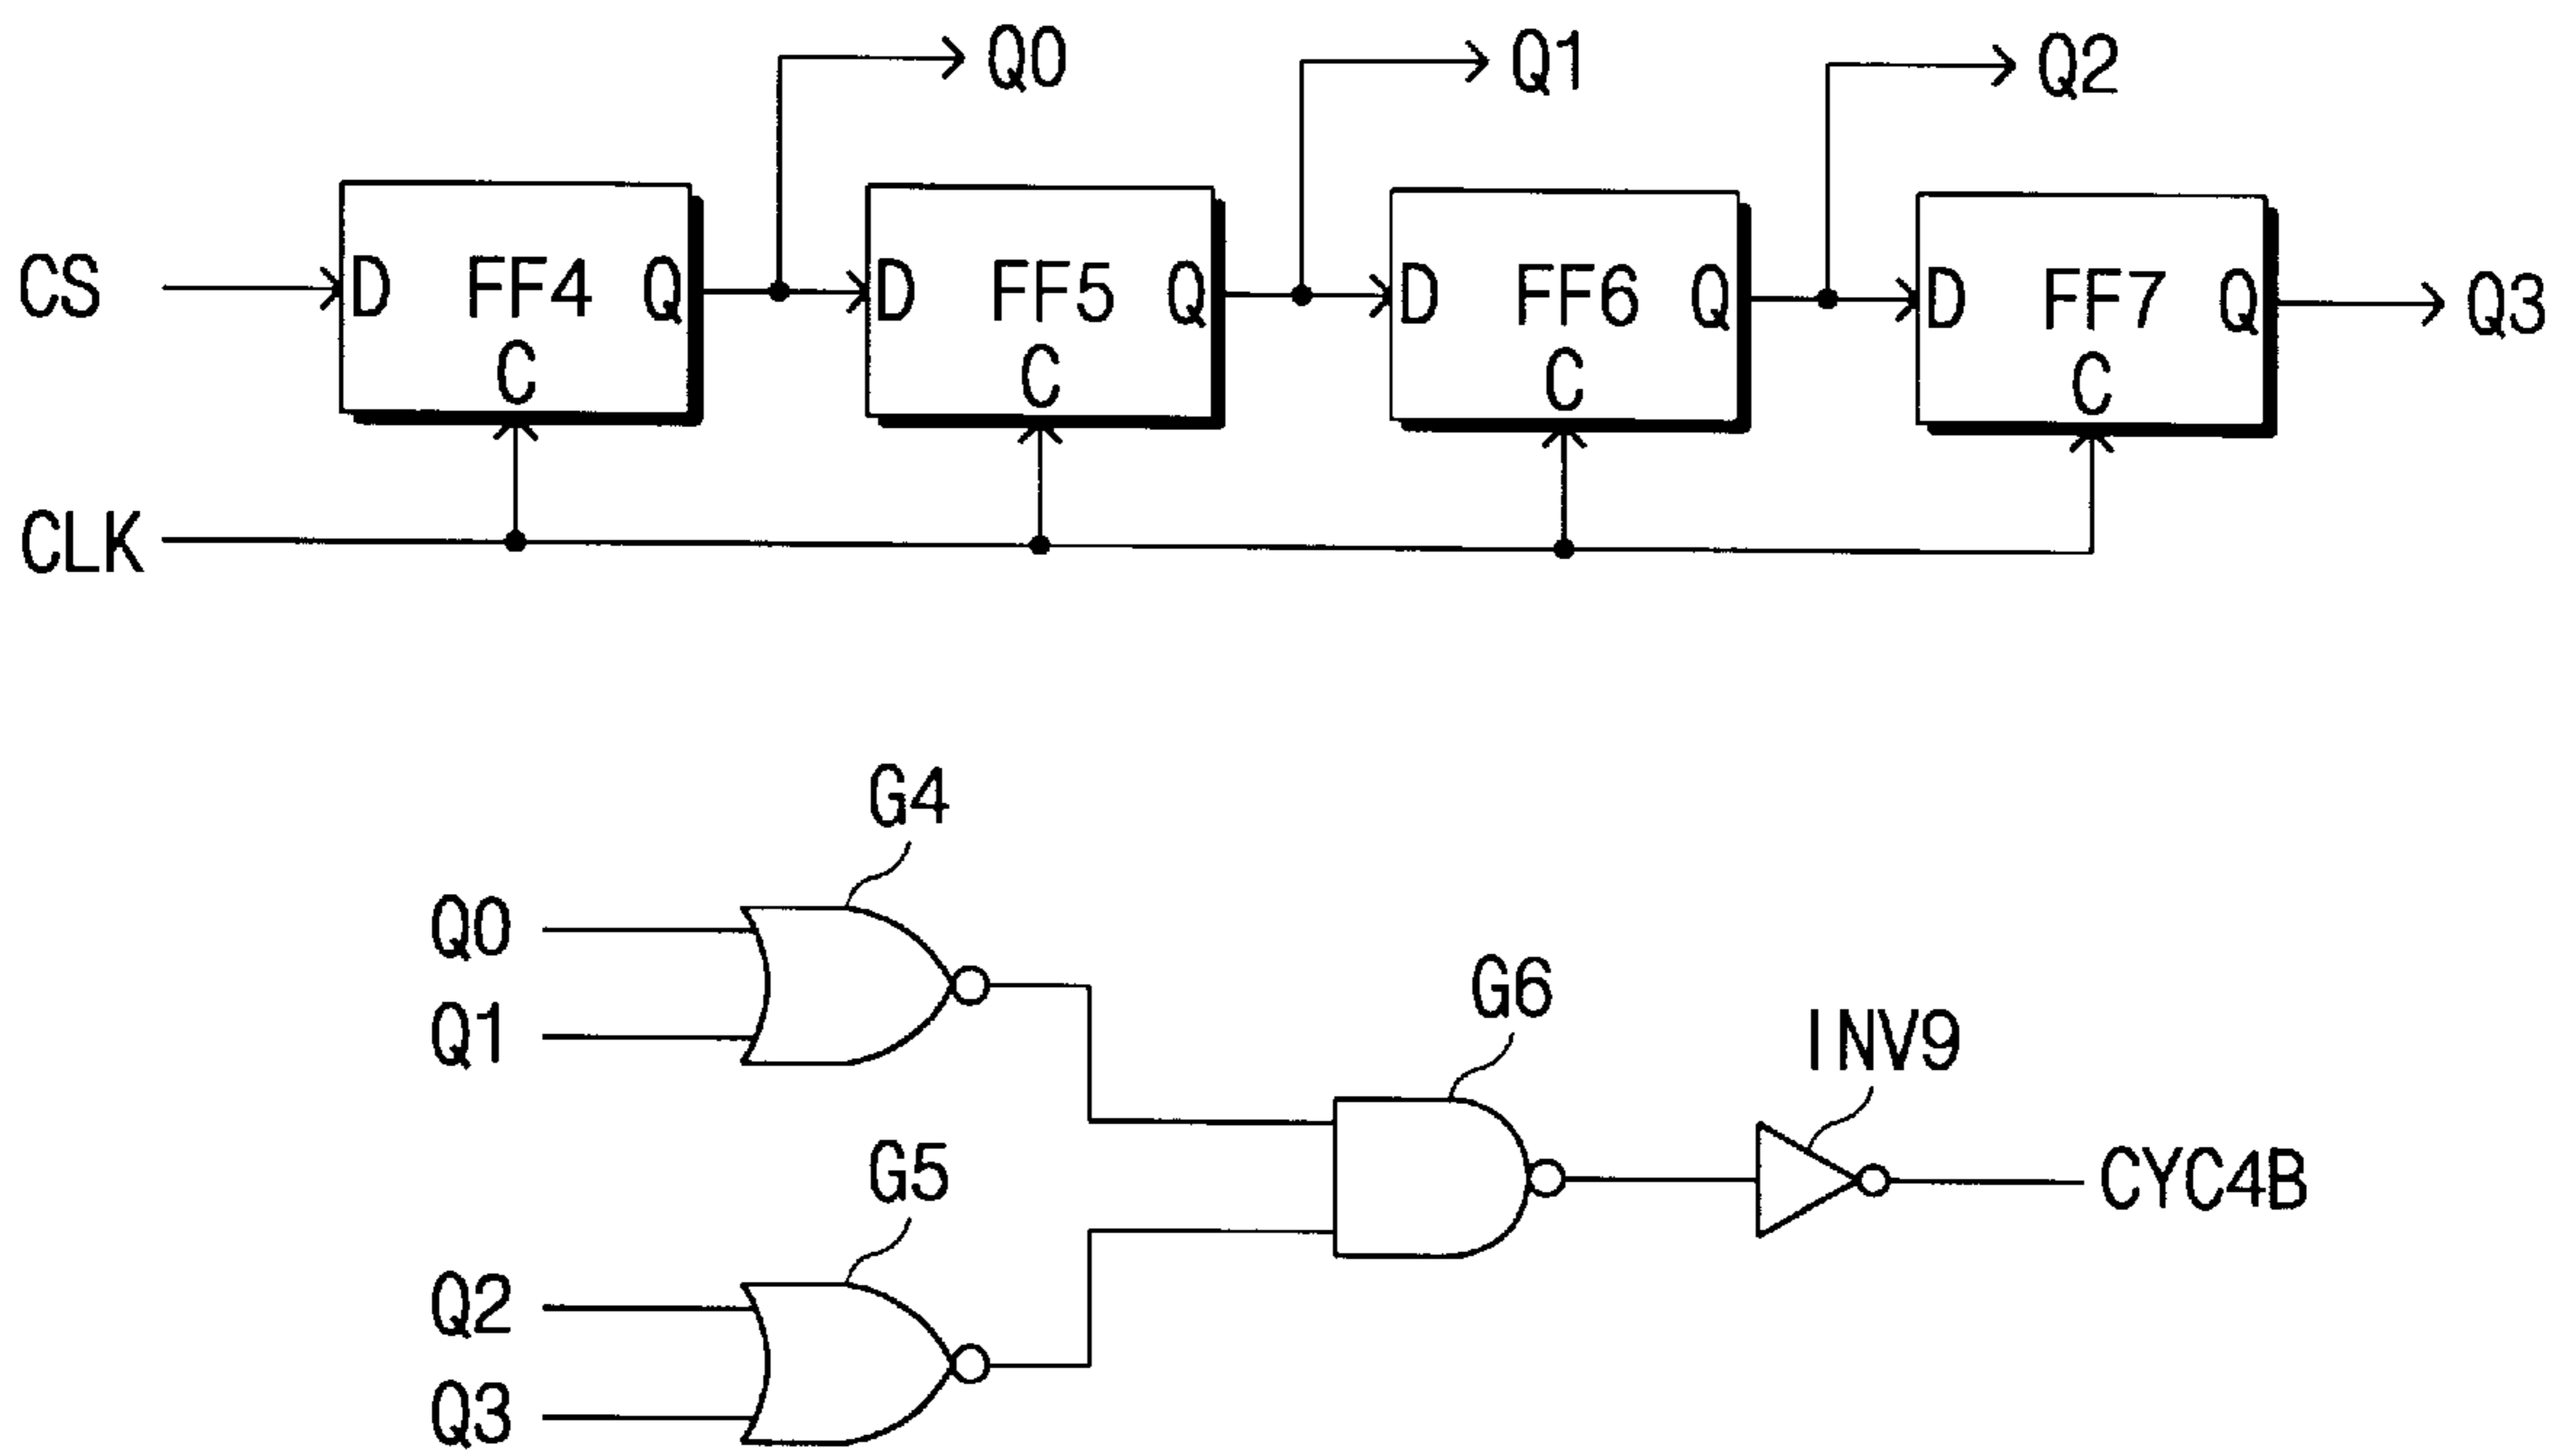 Q0 Q1 Q2
CS D FF4 Q D FF5 Q D FF6 Q D FF7 Q Q3
C C C C
CLK
G4
Q0
Q1
G6
INV9
G5
CYC4B
Q2
Q3